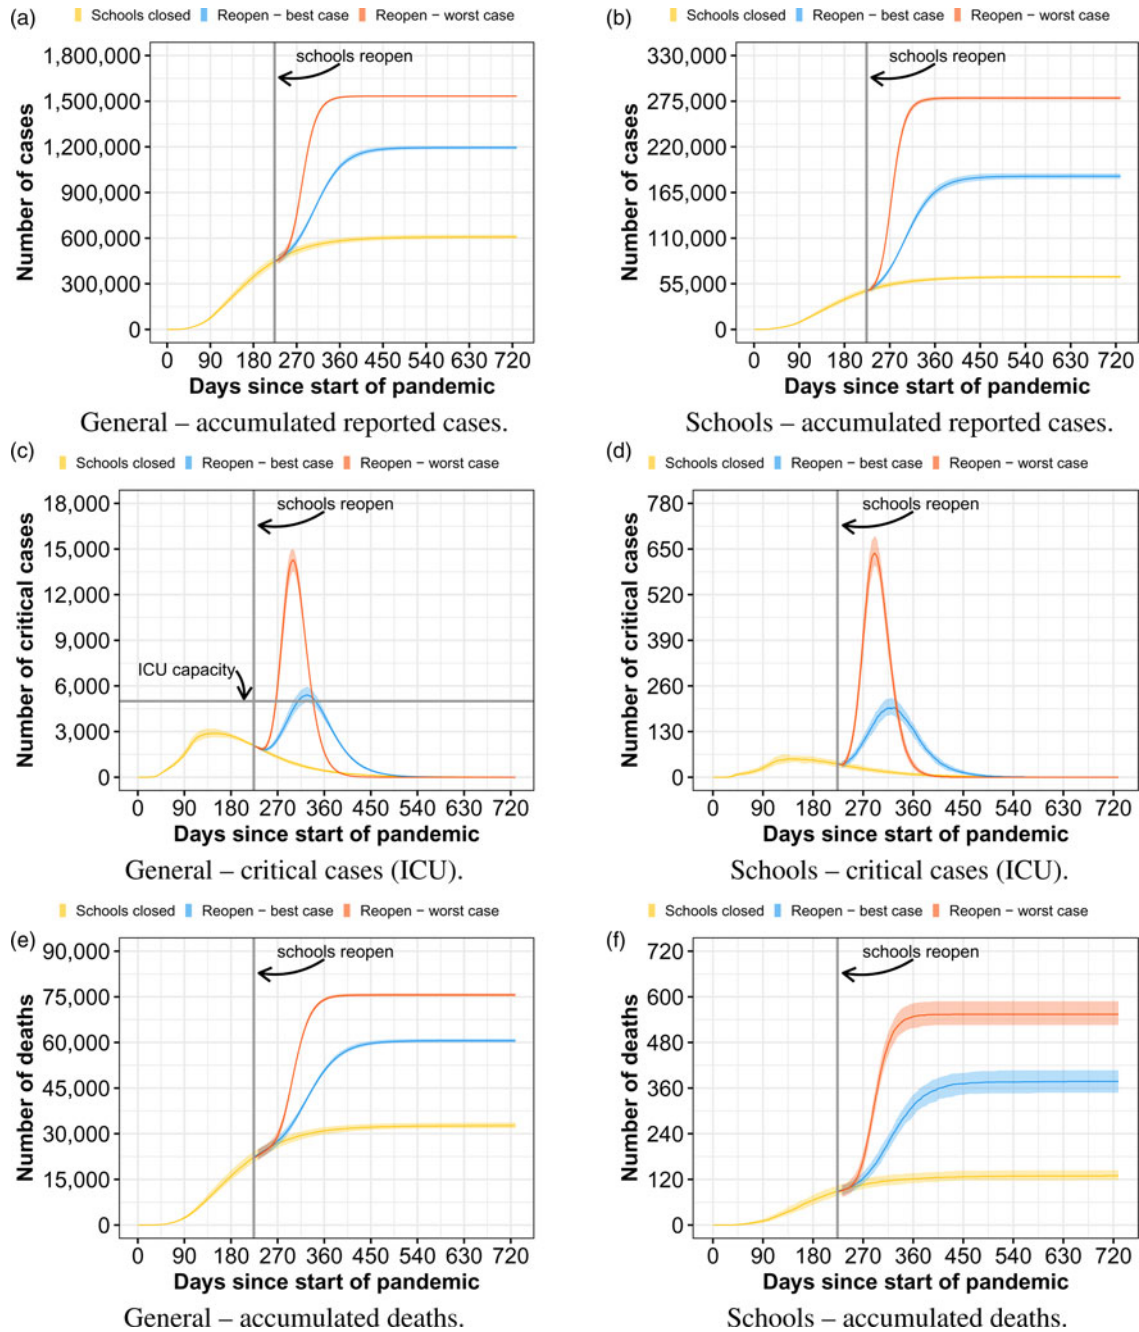 (a) Schools closed Reopen – best case Reopen – worst case
schools reopen
Number of cases
1,800,000
1,500,000
1,200,000
900,000
600,000
300,000
0
0 90 180 270 360 450 540 630 720
Days since start of pandemic
General – accumulated reported cases.
(b) Schools closed Reopen – best case Reopen – worst case
schools reopen
Number of cases
330,000
275,000
220,000
165,000
110,000
55,000
0
0 90 180 270 360 450 540 630 720
Days since start of pandemic
Schools – accumulated reported cases.
(c) Schools closed Reopen – best case Reopen – worst case
schools reopen
ICU capacity
Number of critical cases
18,000
15,000
12,000
9,000
6,000
3,000
0
0 90 180 270 360 450 540 630 720
Days since start of pandemic
General – critical cases (ICU).
(d) Schools closed Reopen – best case Reopen – worst case
schools reopen
Number of critical cases
780
650
520
390
260
130
0
0 90 180 270 360 450 540 630 720
Days since start of pandemic
Schools – critical cases (ICU).
(e) Schools closed Reopen – best case Reopen – worst case
schools reopen
Number of deaths
90,000
75,000
60,000
45,000
30,000
15,000
0
0 90 180 270 360 450 540 630 720
Days since start of pandemic
General – accumulated deaths.
(f) Schools closed Reopen – best case Reopen – worst case
schools reopen
Number of deaths
720
600
480
360
240
120
0
0 90 180 270 360 450 540 630 720
Days since start of pandemic
Schools – accumulated deaths.